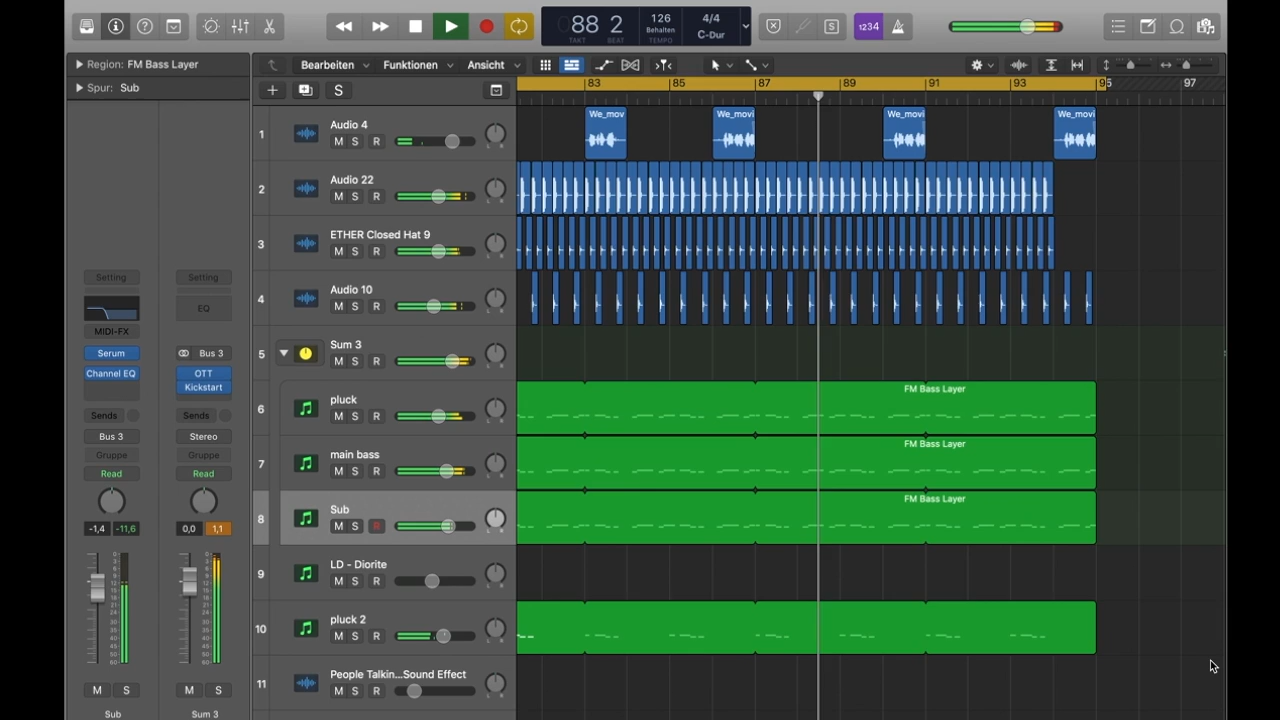 88 2
TAKT BEAT
126
Behalten
TEMPO
4/4
C-Dur
S
1234
Region: FM Bass Layer
Spur: Sub
Bearbeiten
Funktionen
Ansicht
S
83 85 87 89 91 93 95 97
1 Audio 4
M S R
We_movi We_movi We_movi We_movi
2 Audio 22
M S R
3 ETHER Closed Hat 9
M S R
4 Audio 10
M S R
5 Sum 3
M S R
6 pluck
M S R
FM Bass Layer
7 main bass
M S R
FM Bass Layer
8 Sub
M S R
FM Bass Layer
9 LD - Diorite
M S R
10 pluck 2
M S R
11 People Talkin...Sound Effect
M S R
Setting Setting
EQ
MIDI-FX
Serum Bus 3
Channel EQ OTT
Kickstart
Sends Sends
Bus 3 Stereo
Gruppe Gruppe
Read Read
-1,4 -11,6 0,0 1,1
M S M S
Sub Sum 3